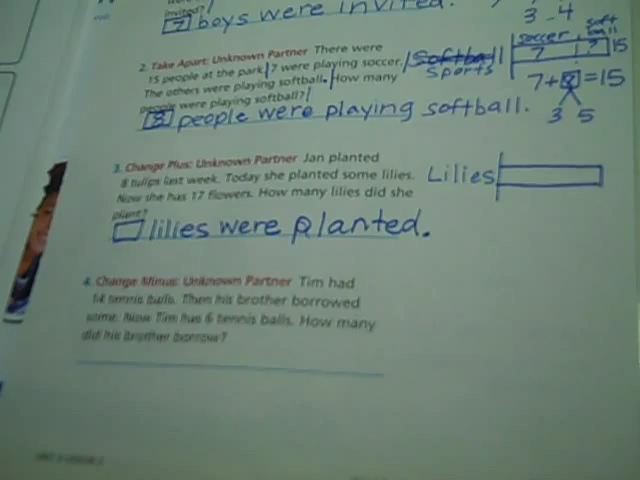 invited?
7 boys were invited.
3 4
2. Take Apart: Unknown Partner There were
15 people at the park. 7 were playing soccer.
The others were playing softball. How many
people were playing softball?
8 people were playing softball.
Softball
Sports
soccer softball
7 ? 15
7+8=15
3 5
3. Change Plus: Unknown Partner Jan planted
8 tulips last week. Today she planted some lilies.
Now she has 17 flowers. How many lilies did she
plant?
lilies were planted.
Lilies
4. Change Minus: Unknown Partner Tim had
14 tennis balls. Then his brother borrowed
some. Now Tim has 6 tennis balls. How many
did his brother borrow?